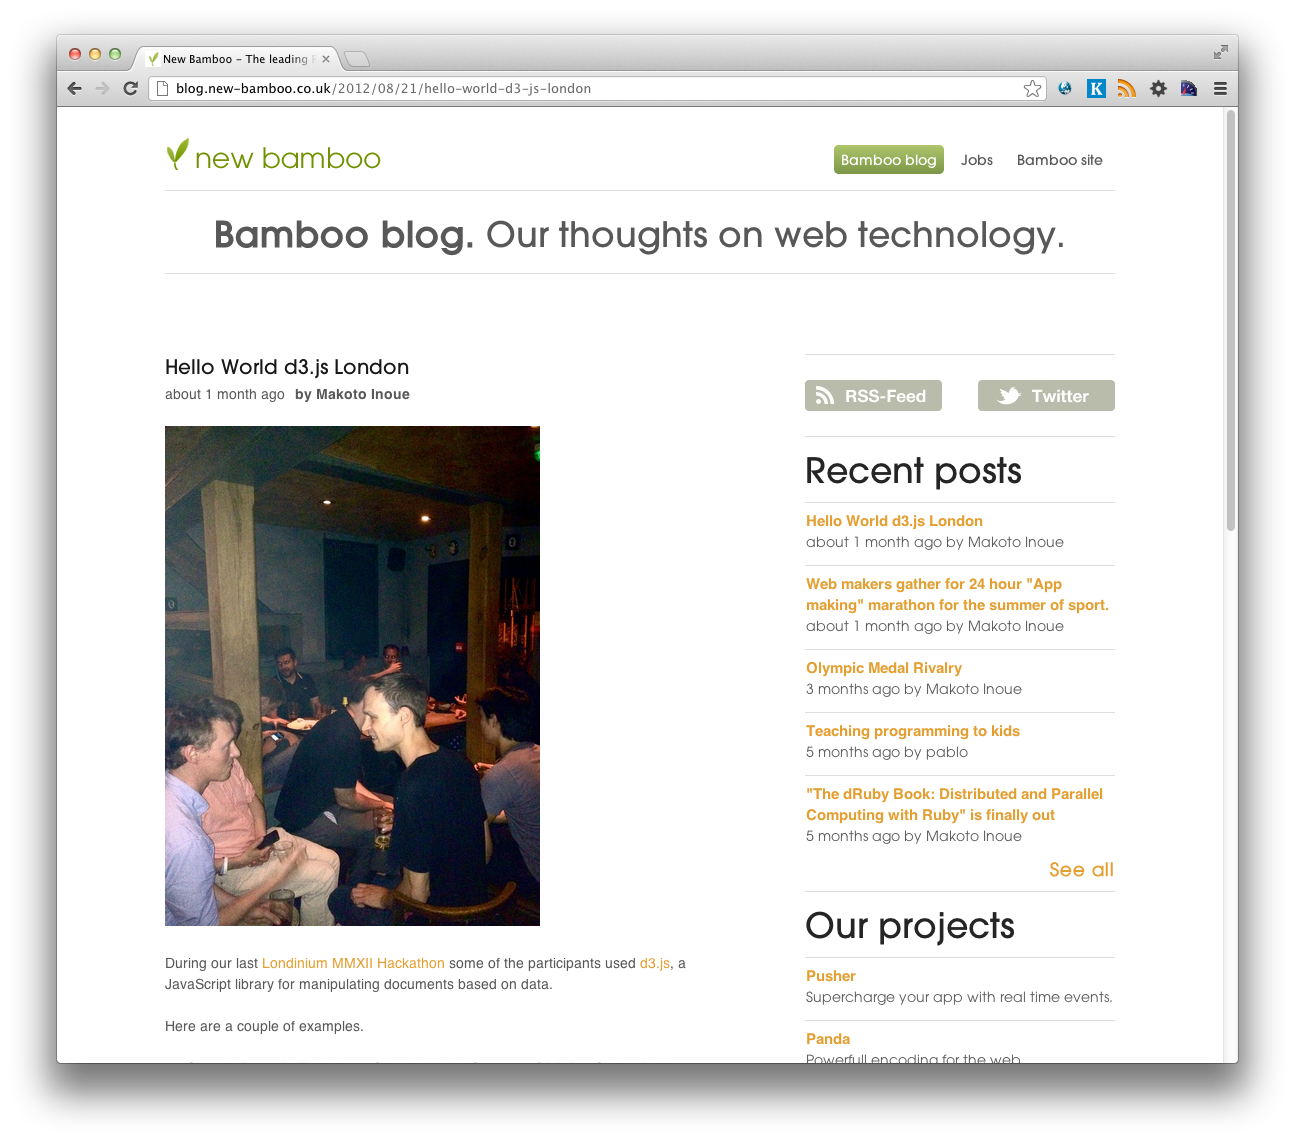 New Bamboo – The leading
blog.new-bamboo.co.uk/2012/08/21/hello-world-d3-js-london
K
new bamboo
Bamboo blog
Jobs
Bamboo site
Bamboo blog. Our thoughts on web technology.
Hello World d3.js London
about 1 month ago by Makoto Inoue
During our last Londinium MMXII Hackathon some of the participants used d3.js, a
JavaScript library for manipulating documents based on data.
Here are a couple of examples.
RSS-Feed
Twitter
Recent posts
Hello World d3.js London
about 1 month ago by Makoto Inoue
Web makers gather for 24 hour "App
making" marathon for the summer of sport.
about 1 month ago by Makoto Inoue
Olympic Medal Rivalry
3 months ago by Makoto Inoue
Teaching programming to kids
5 months ago by pablo
"The dRuby Book: Distributed and Parallel
Computing with Ruby" is finally out
5 months ago by Makoto Inoue
See all
Our projects
Pusher
Supercharge your app with real time events.
Panda
Powerfull encoding for the web